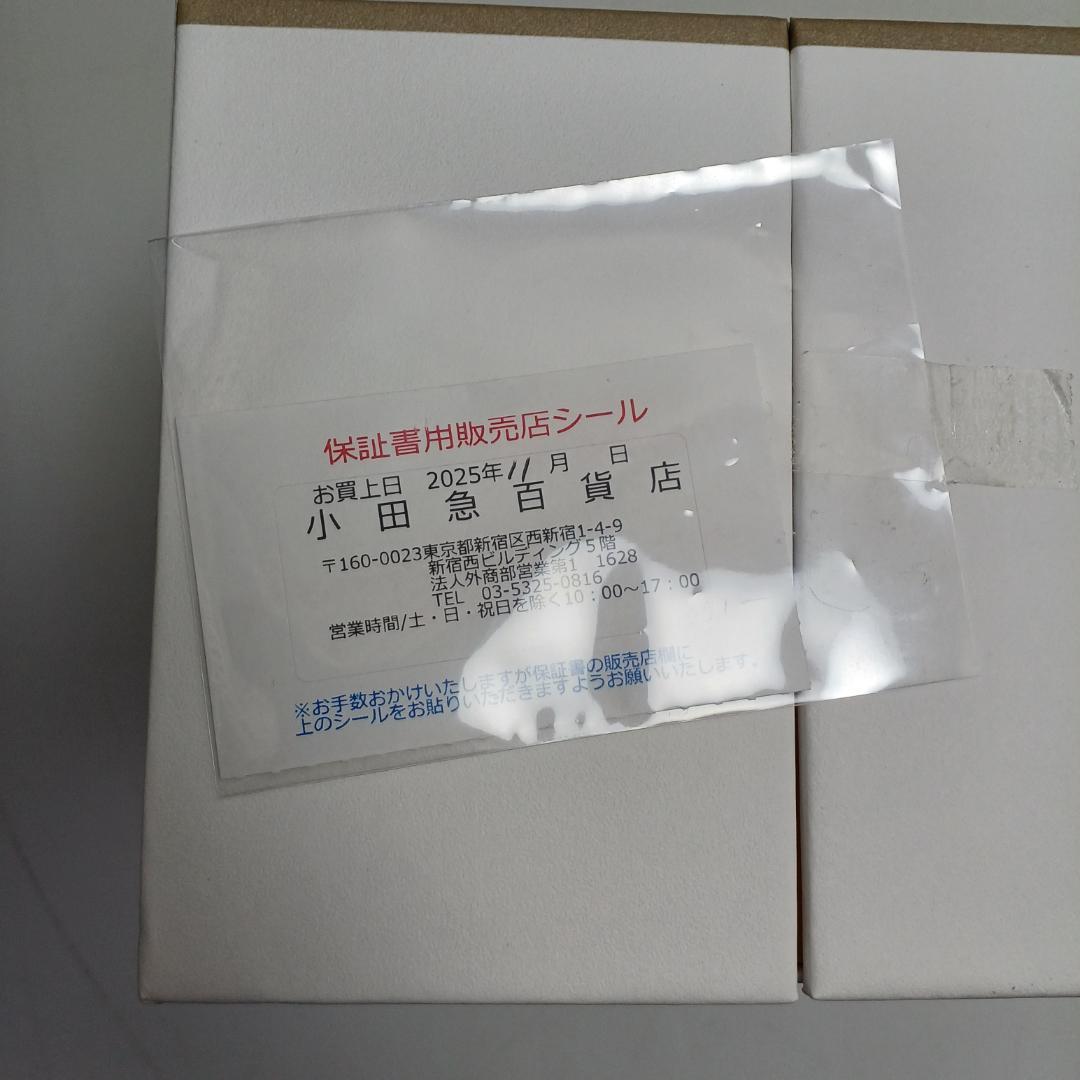 保証書用販売店シール
お買上日 2025年11月 日
小田急百貨店
〒160-0023東京都新宿区西新宿1-4-9
新宿西ビルディング5階
法人外商部営業第1 1628
TEL 03-5325-0816
営業時間/土・日・祝日を除く10：00～17：00
※お手数おかけいたしますが保証書の販売店欄に
上のシールをお貼りいただきますようお願いいたします。